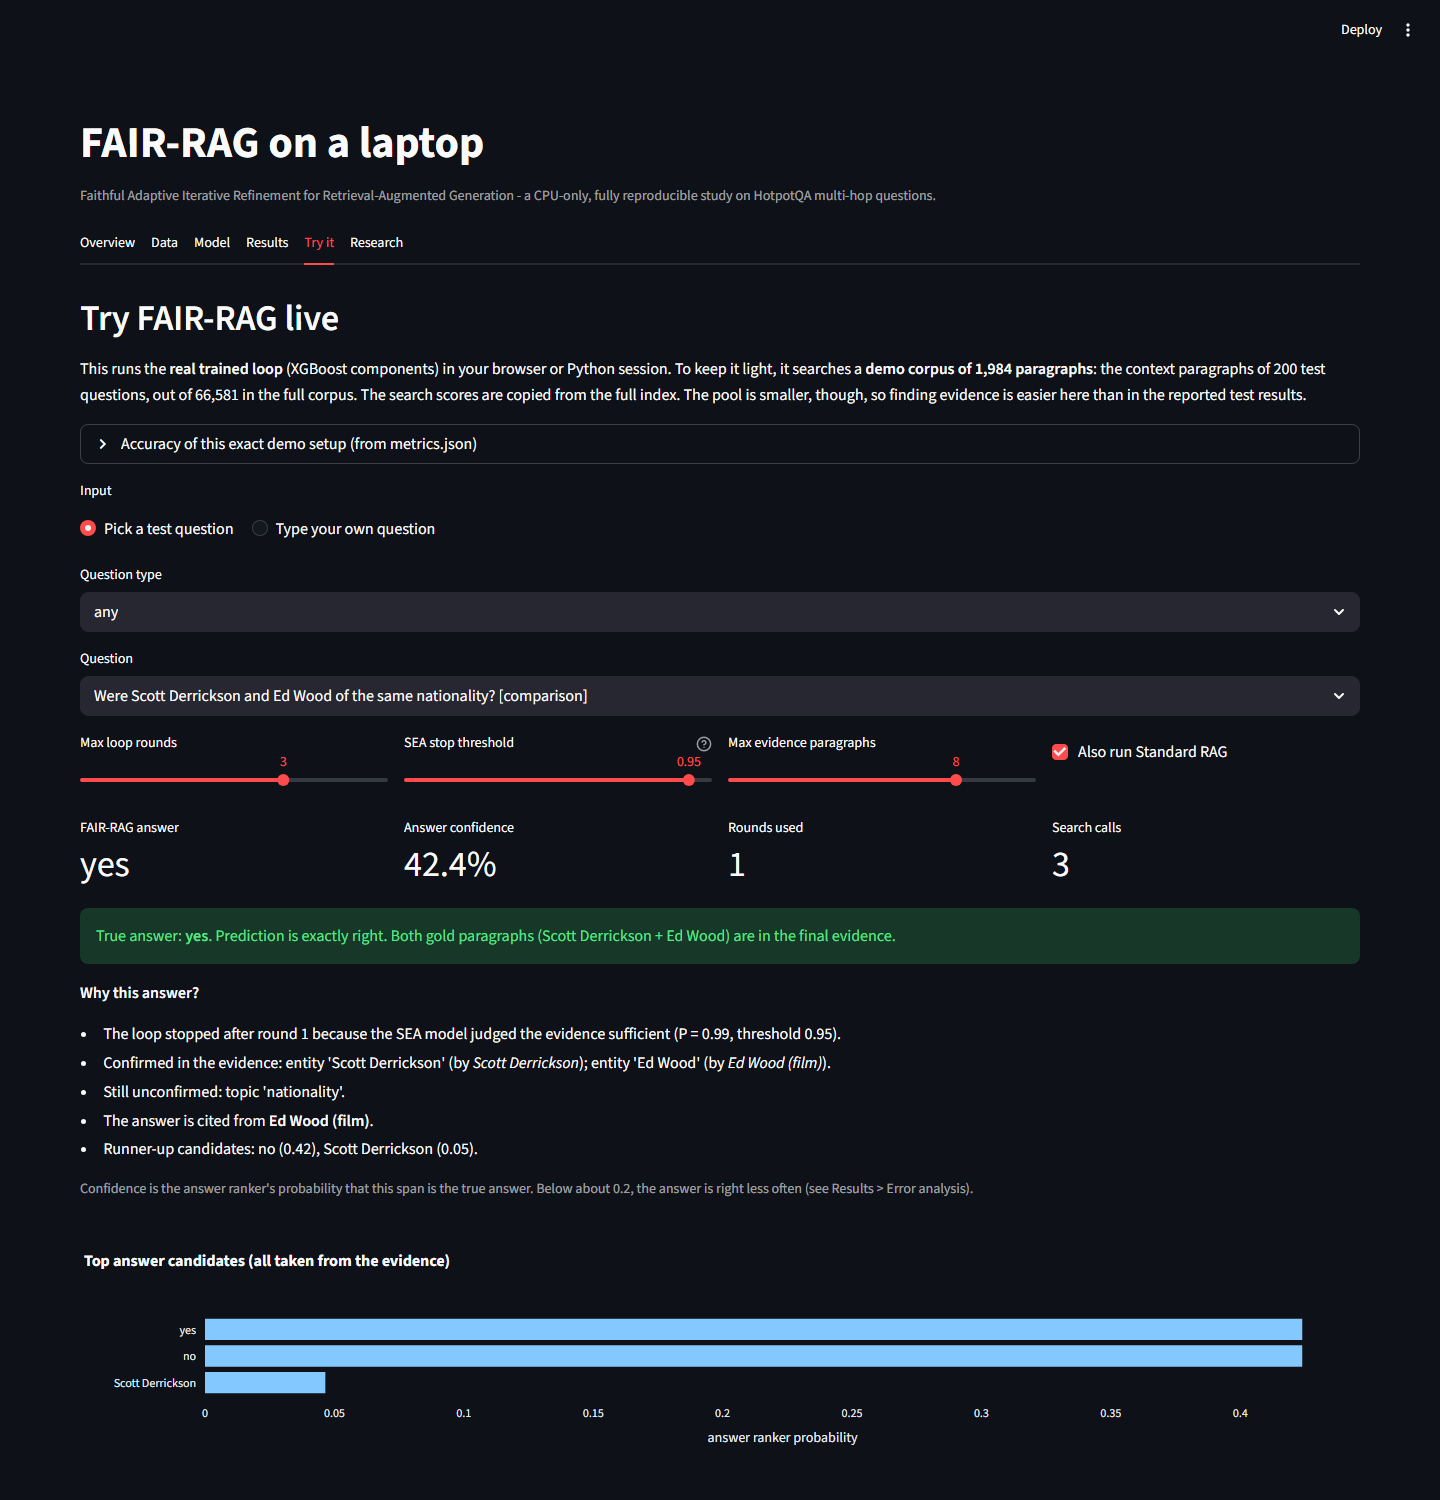 Deploy
FAIR-RAG on a laptop
Faithful Adaptive Iterative Refinement for Retrieval-Augmented Generation - a CPU-only, fully reproducible study on HotpotQA multi-hop questions.
Overview Data Model Results Try it Research
Try FAIR-RAG live
This runs the real trained loop (XGBoost components) in your browser or Python session. To keep it light, it searches a demo corpus of 1,984 paragraphs: the context paragraphs of 200 test
questions, out of 66,581 in the full corpus. The search scores are copied from the full index. The pool is smaller, though, so finding evidence is easier here than in the reported test results.
Accuracy of this exact demo setup (from metrics.json)
Input
Pick a test question Type your own question
Question type
any
Question
Were Scott Derrickson and Ed Wood of the same nationality? [comparison]
Max loop rounds SEA stop threshold Max evidence paragraphs
Also run Standard RAG
3 0.95 8
FAIR-RAG answer Answer confidence Rounds used Search calls
yes 42.4% 1 3
True answer: yes. Prediction is exactly right. Both gold paragraphs (Scott Derrickson + Ed Wood) are in the final evidence.
Why this answer?
• The loop stopped after round 1 because the SEA model judged the evidence sufficient (P = 0.99, threshold 0.95).
• Confirmed in the evidence: entity 'Scott Derrickson' (by Scott Derrickson); entity 'Ed Wood' (by Ed Wood (film)).
• Still unconfirmed: topic 'nationality'.
• The answer is cited from Ed Wood (film).
• Runner-up candidates: no (0.42), Scott Derrickson (0.05).
Confidence is the answer ranker's probability that this span is the true answer. Below about 0.2, the answer is right less often (see Results > Error analysis).
Top answer candidates (all taken from the evidence)
yes
no
Scott Derrickson
0 0.05 0.1 0.15 0.2 0.25 0.3 0.35 0.4
answer ranker probability